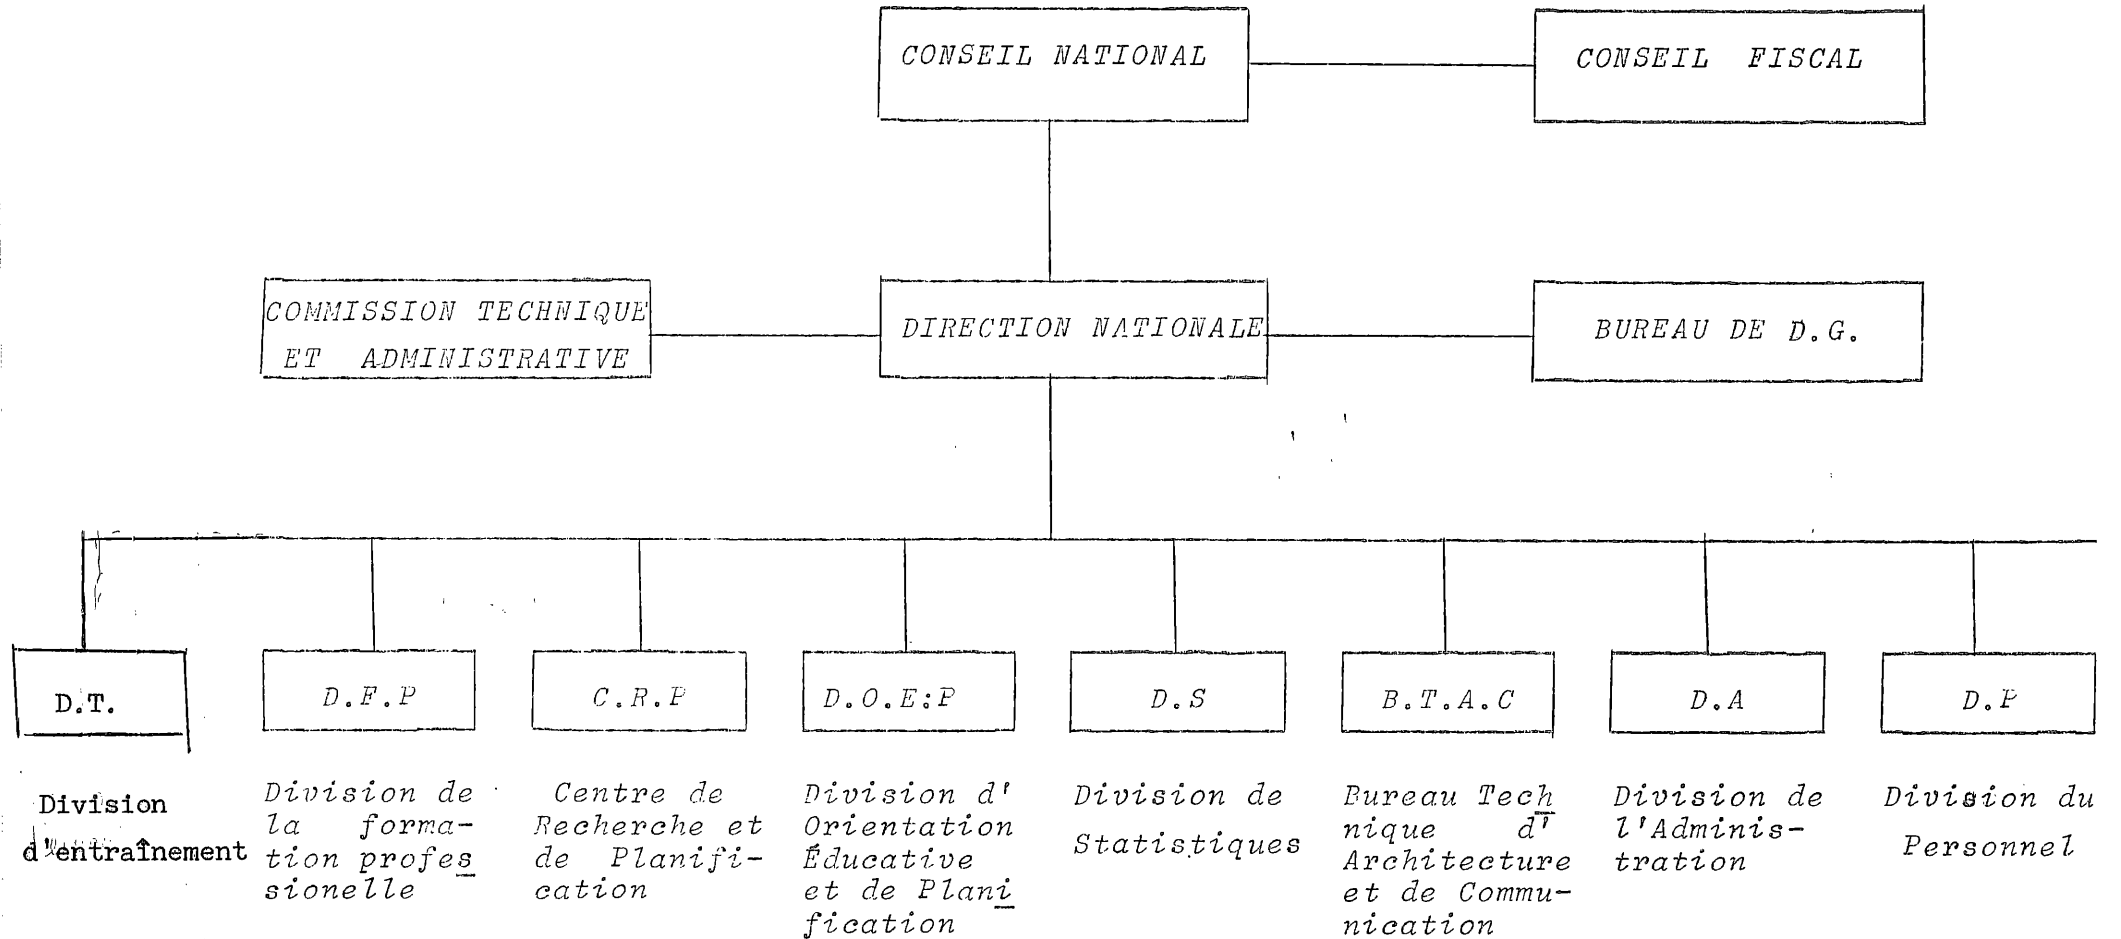 CONSEIL NATIONAL
CONSEIL FISCAL
COMMISSION TECHNIQUE
ET ADMINISTRATIVE
DIRECTION NATIONALE
BUREAU DE D.G.
D.T.
D.F.P
C.R.P
D.O.E:P
D.S
B.T.A.C
D.A
D.P
Division
d'entraînement
Division de
la forma-
tion profes
sionelle
Centre de
Recherche et
de Planifi-
cation
Division d'
Orientation
Éducative
et de Plani
fication
Division de
Statistiques
Bureau Tech
nique d'
Architecture
et de Commu-
nication
Division de
l'Adminis-
tration
Division du
Personnel